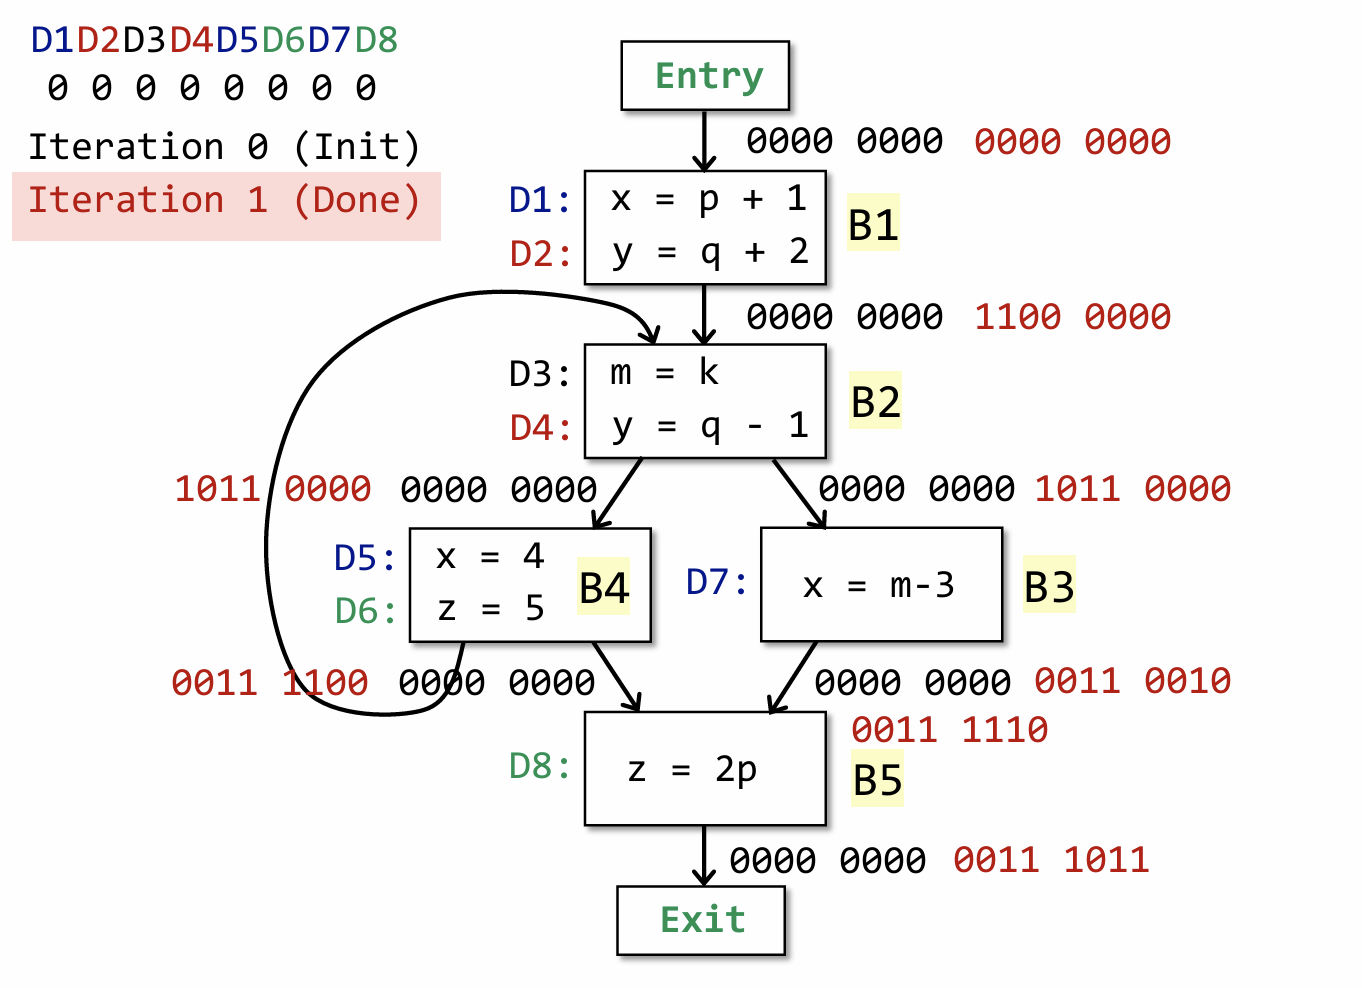 D1D2D3D4D5D6D7D8
0 0 0 0 0 0 0 0
Iteration 0 (Init)
Iteration 1 (Done)
Entry
0000 0000 0000 0000
D1: x = p + 1
D2: y = q + 2
B1
0000 0000 1100 0000
D3: m = k
D4: y = q - 1
B2
1011 0000 0000 0000
0000 0000 1011 0000
D5: x = 4
D6: z = 5
B4
D7: x = m-3
B3
0011 1100 0000 0000
0000 0000 0011 0010
0011 1110
D8: z = 2p
B5
0000 0000 0011 1011
Exit